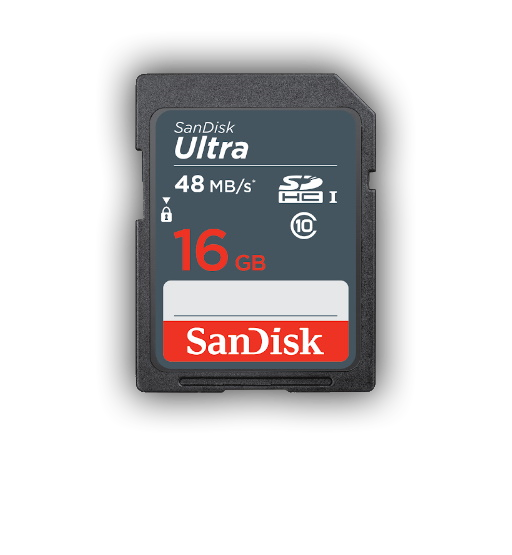 SanDisk
Ultra
48 MB/s*
SD HC I
10
16 GB
SanDisk